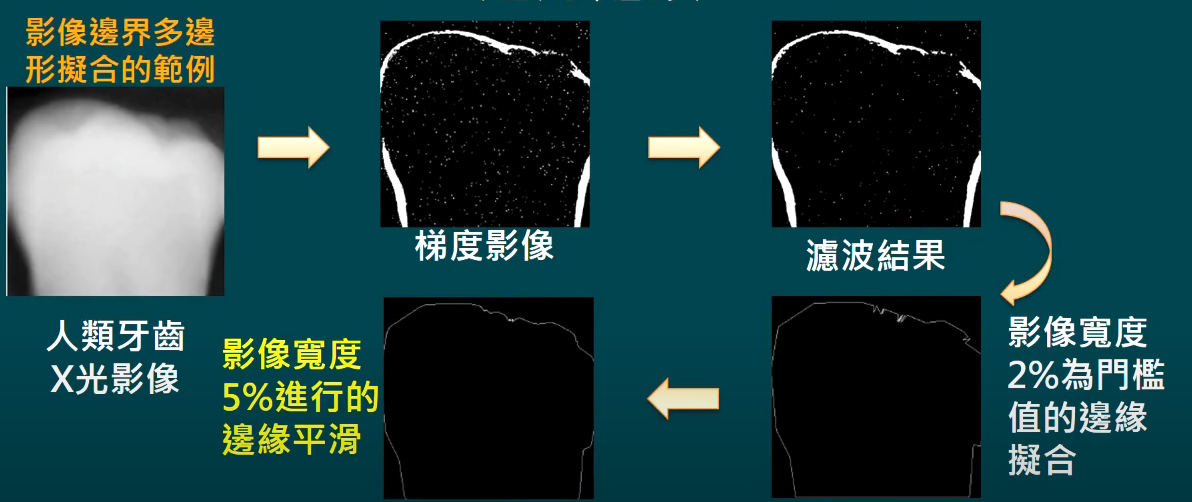 影像邊界多邊
形擬合的範例
梯度影像
濾波結果
人類牙齒
X光影像
影像寬度
5%進行的
邊緣平滑
影像寬度
2%為門檻
值的邊緣
擬合